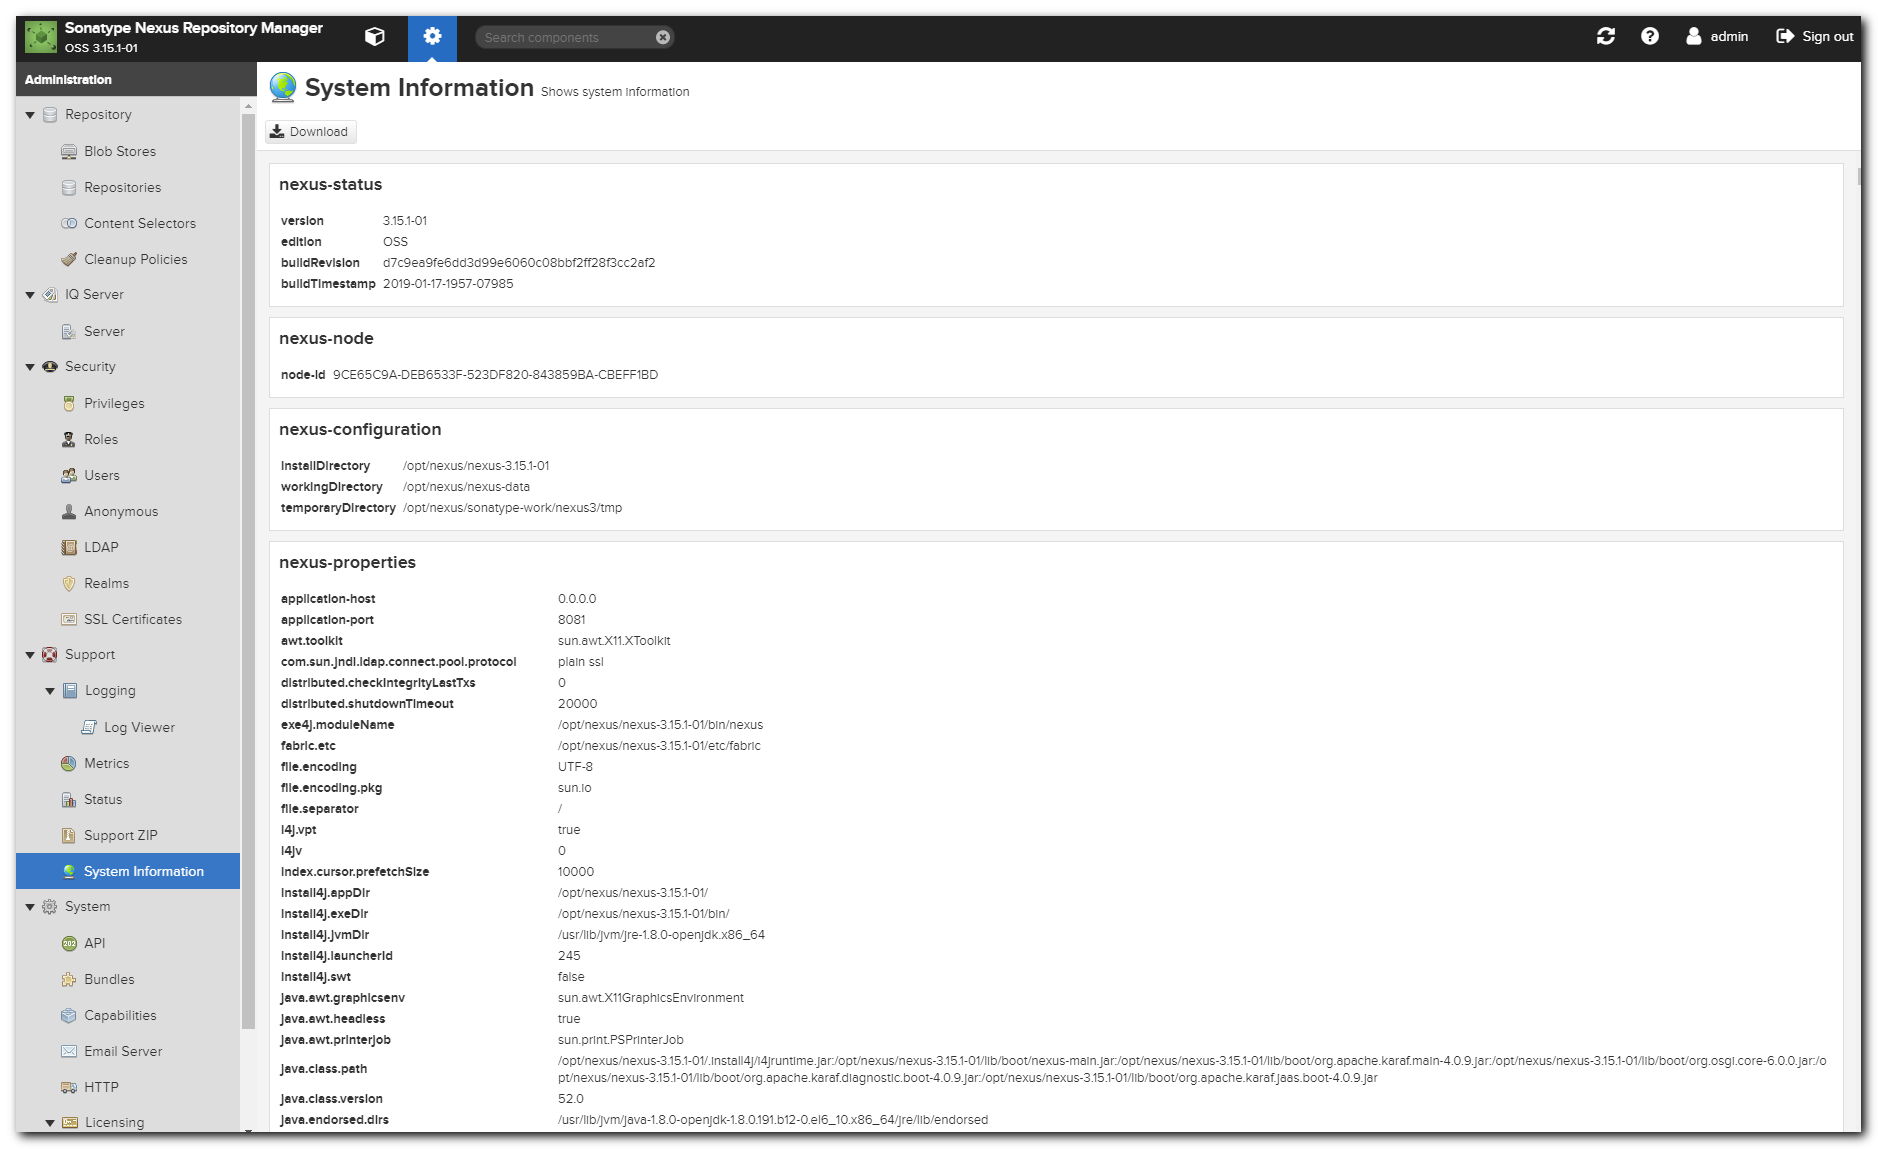 Sonatype Nexus Repository Manager
OSS 3.15.1-01
Search components
admin
Sign out
Administration
Repository
Blob Stores
Repositories
Content Selectors
Cleanup Policies
IQ Server
Server
Security
Privileges
Roles
Users
Anonymous
LDAP
Realms
SSL Certificates
Support
Logging
Log Viewer
Metrics
Status
Support ZIP
System Information
System
API
Bundles
Capabilities
Email Server
HTTP
Licensing
System Information Shows system information
Download
nexus-status
version 3.15.1-01
edition OSS
buildRevision d7c9ea9fe6dd3d99e6060c08bbf2ff28f3cc2af2
buildTimestamp 2019-01-17-1957-07985
nexus-node
node-id 9CE65C9A-DEB6533F-523DF820-843859BA-CBEFF1BD
nexus-configuration
installDirectory /opt/nexus/nexus-3.15.1-01
workingDirectory /opt/nexus/nexus-data
temporaryDirectory /opt/nexus/sonatype-work/nexus3/tmp
nexus-properties
application-host 0.0.0.0
application-port 8081
awt.toolkit sun.awt.X11.XToolkit
com.sun.jndi.ldap.connect.pool.protocol plain ssl
distributed.checkIntegrityLastTxs 0
distributed.shutdownTimeout 20000
exe4j.moduleName /opt/nexus/nexus-3.15.1-01/bin/nexus
fabric.etc /opt/nexus/nexus-3.15.1-01/etc/fabric
file.encoding UTF-8
file.encoding.pkg sun.io
file.separator /
i4j.vpt true
i4jv 0
index.cursor.prefetchSize 10000
install4j.appDir /opt/nexus/nexus-3.15.1-01/
install4j.exeDir /opt/nexus/nexus-3.15.1-01/bin/
install4j.jvmDir /usr/lib/jvm/jre-1.8.0-openjdk.x86_64
install4j.launcherId 245
install4j.swt false
java.awt.graphicsenv sun.awt.X11GraphicsEnvironment
java.awt.headless true
java.awt.printerjob sun.print.PSPrinterJob
java.class.path /opt/nexus/nexus-3.15.1-01/.install4j/i4jruntime.jar:/opt/nexus/nexus-3.15.1-01/lib/boot/nexus-main.jar:/opt/nexus/nexus-3.15.1-01/lib/boot/org.apache.karaf.main-4.0.9.jar:/opt/nexus/nexus-3.15.1-01/lib/boot/org.osgi.core-6.0.0.jar:/o
pt/nexus/nexus-3.15.1-01/lib/boot/org.apache.karaf.diagnostic.boot-4.0.9.jar:/opt/nexus/nexus-3.15.1-01/lib/boot/org.apache.karaf.jaas.boot-4.0.9.jar
java.class.version 52.0
java.endorsed.dirs /usr/lib/jvm/java-1.8.0-openjdk-1.8.0.191.b12-0.el6_10.x86_64/jre/lib/endorsed